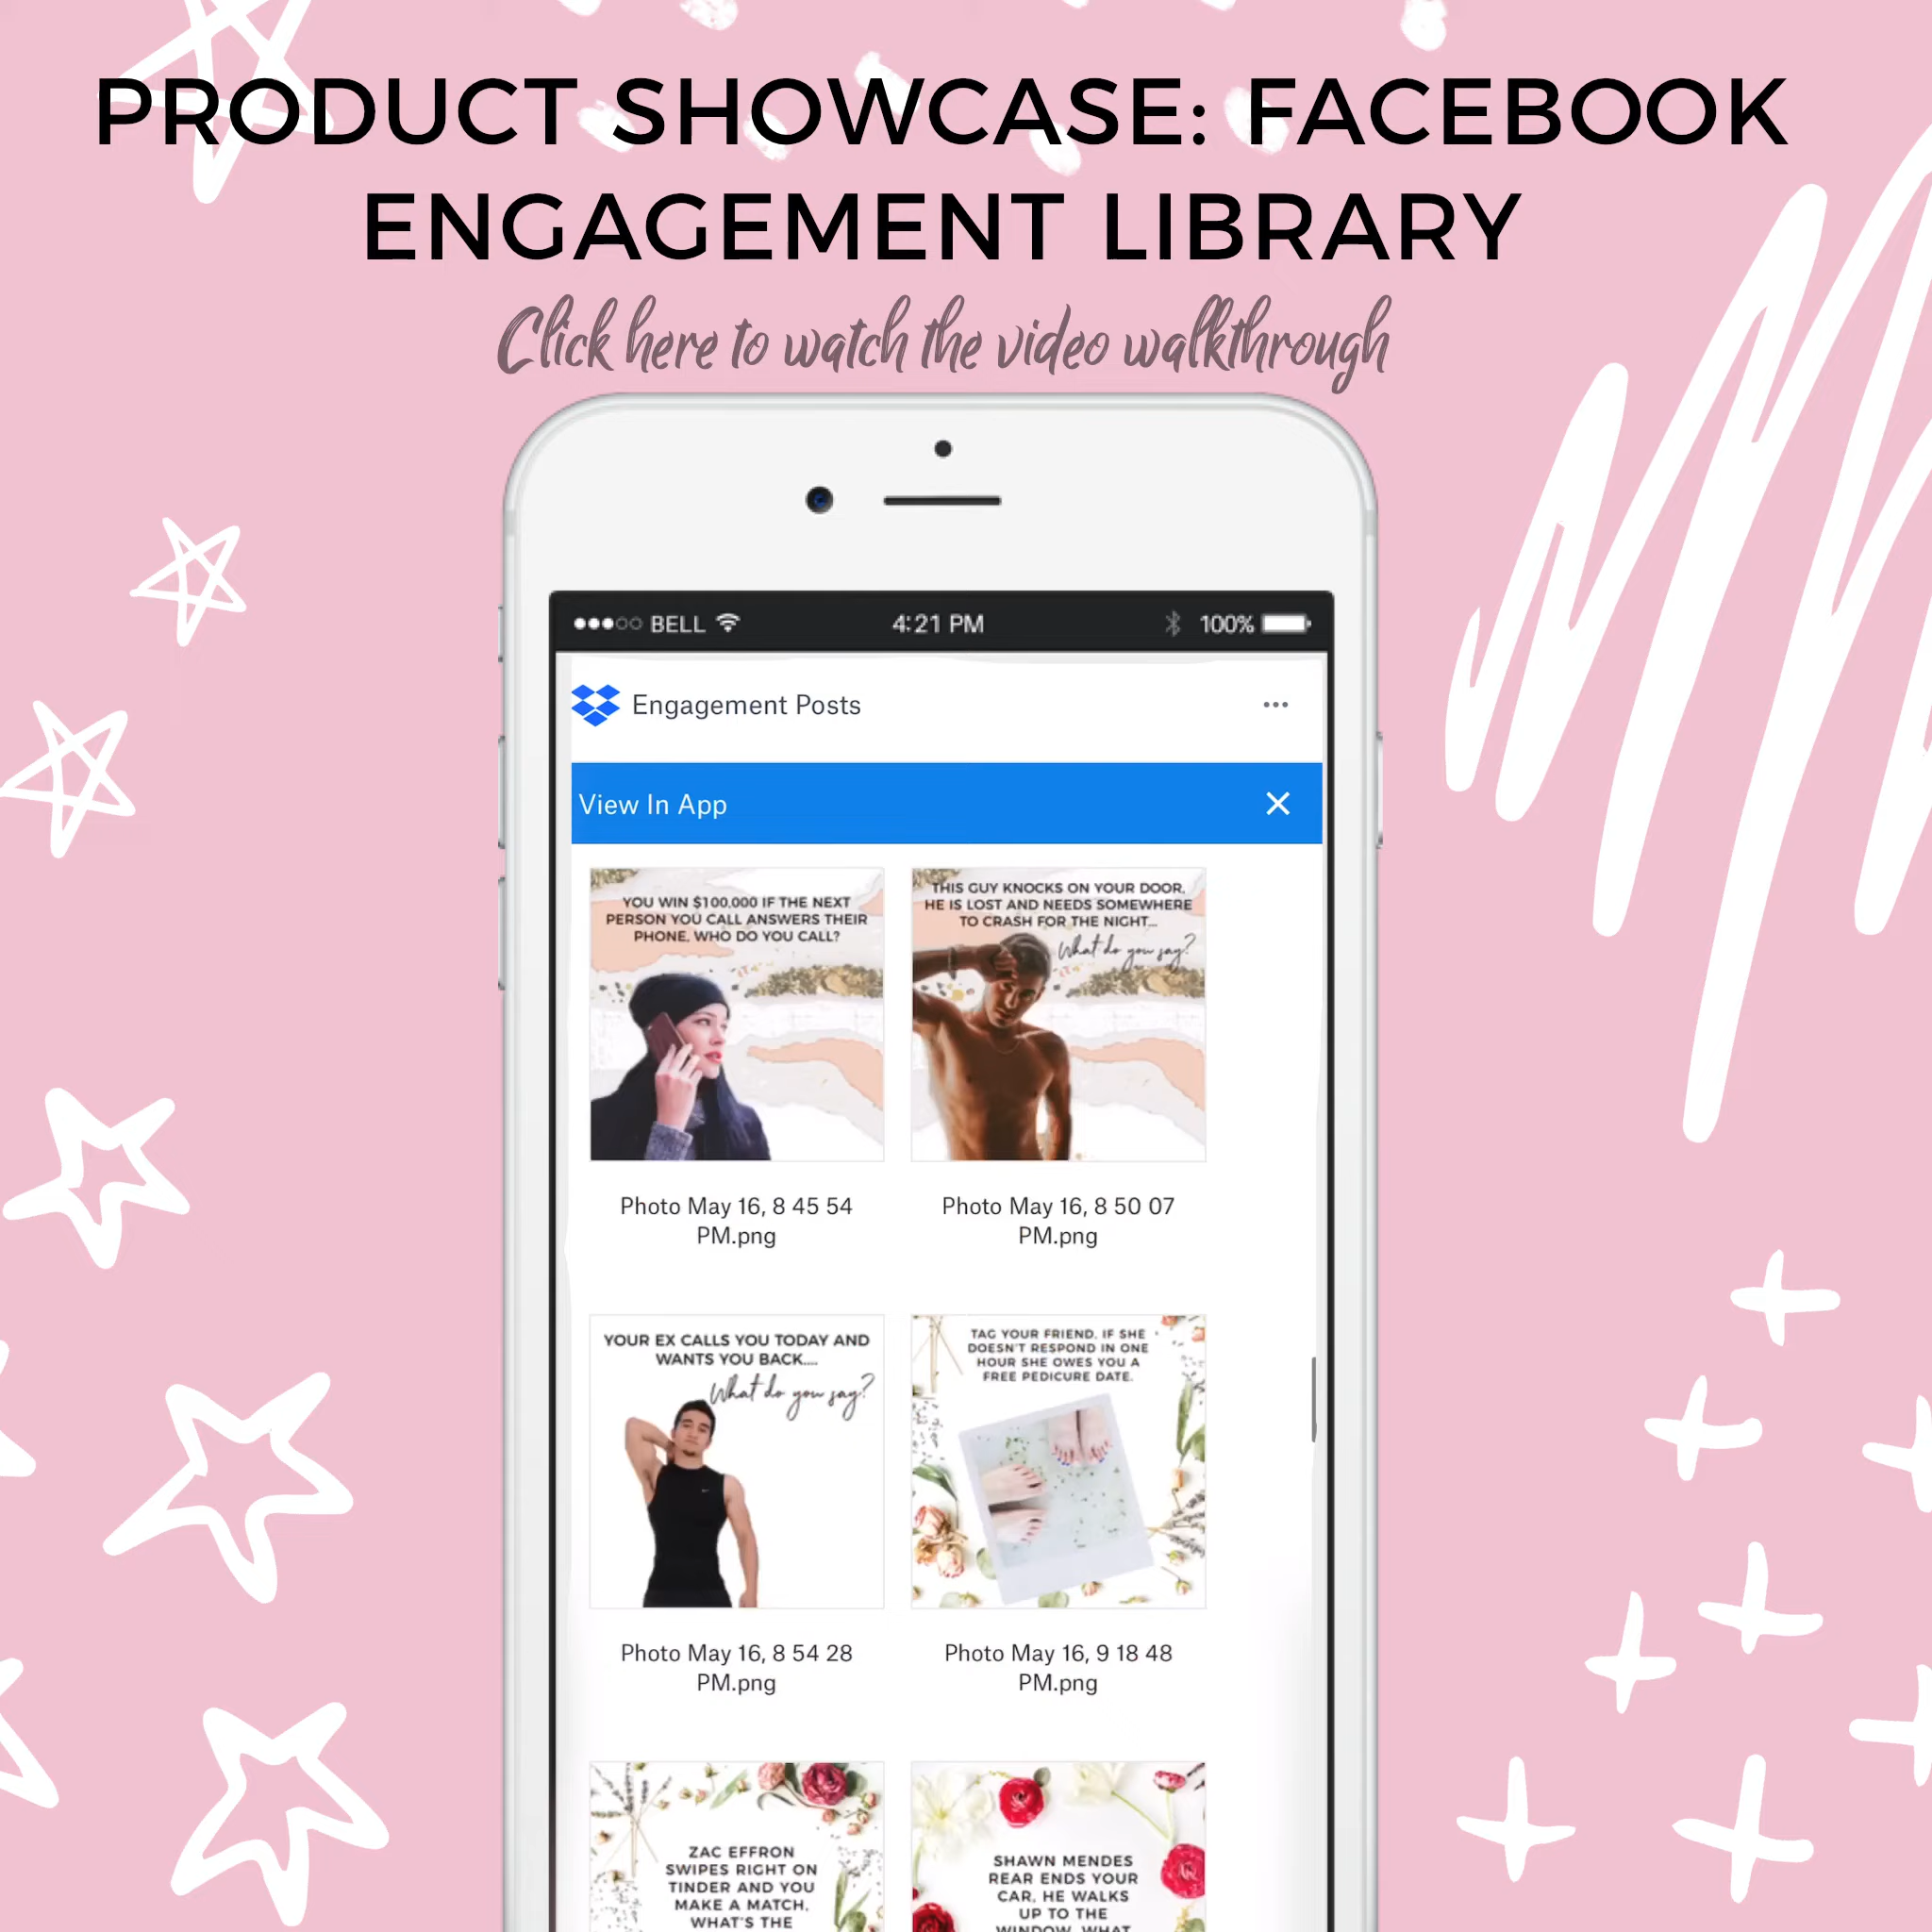 PRODUCT SHOWCASE: FACEBOOK
ENGAGEMENT LIBRARY
Click here to watch the video walkthrough
BELL
4:21 PM
100%
Engagement Posts
View In App
YOU WIN $100,000 IF THE NEXT
PERSON YOU CALL ANSWERS THEIR
PHONE, WHO DO YOU CALL?
THIS GUY KNOCKS ON YOUR DOOR,
HE IS LOST AND NEEDS SOMEWHERE
TO CRASH FOR THE NIGHT...
What do you say?
Photo May 16, 8 45 54
PM.png
Photo May 16, 8 50 07
PM.png
YOUR EX CALLS YOU TODAY AND
WANTS YOU BACK....
What do you say?
TAG YOUR FRIEND, IF SHE
DOESN'T RESPOND IN ONE
HOUR SHE OWES YOU A
FREE PEDICURE DATE.
Photo May 16, 8 54 28
PM.png
Photo May 16, 9 18 48
PM.png
ZAC EFFRON
SWIPES RIGHT ON
TINDER AND YOU
MAKE A MATCH,
WHAT'S THE
SHAWN MENDES
REAR ENDS YOUR
CAR, HE WALKS
UP TO THE
WINDOW, WHAT